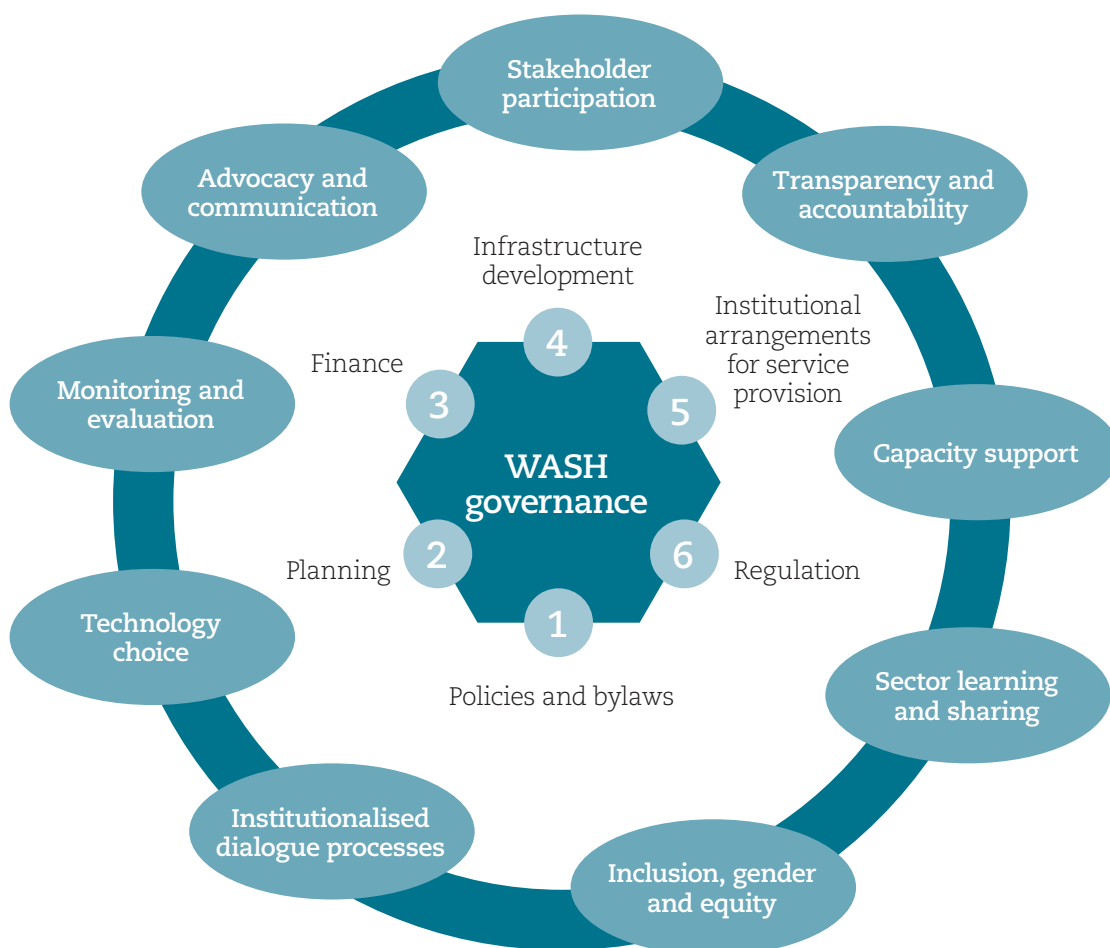 Stakeholder
participation
Advocacy and
communication
Transparency and
accountability
Infrastructure
development
Institutional
arrangements
for service
provision
4
Finance
3
5
Monitoring and
evaluation
Capacity support
WASH
governance
2
6
Planning
Regulation
1
Technology
choice
Policies and bylaws
Sector learning
and sharing
Institutionalised
dialogue processes
Inclusion, gender
and equity